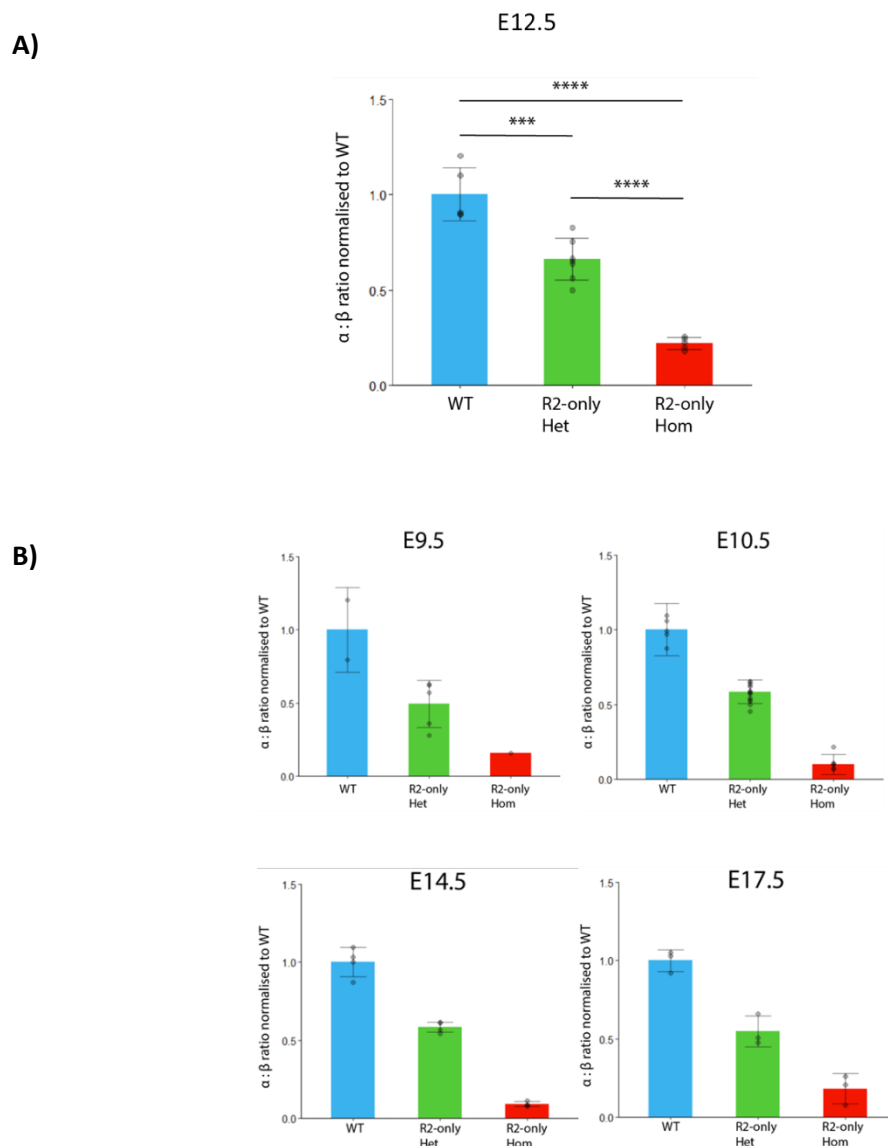 E12.5
A)
α : β ratio normalised to WT
1.5
1.0
0.5
0.0
****
***
****
WT
R2-only
Het
R2-only
Hom
B)
E9.5
α : β ratio normalised to WT
1.5
1.0
0.5
0.0
WT
R2-only
Het
R2-only
Hom
E10.5
α : β ratio normalised to WT
1.5
1.0
0.5
0.0
WT
R2-only
Het
R2-only
Hom
E14.5
α : β ratio normalised to WT
1.5
1.0
0.5
0.0
WT
R2-only
Het
R2-only
Hom
E17.5
α : β ratio normalised to WT
1.5
1.0
0.5
0.0
WT
R2-only
Het
R2-only
Hom